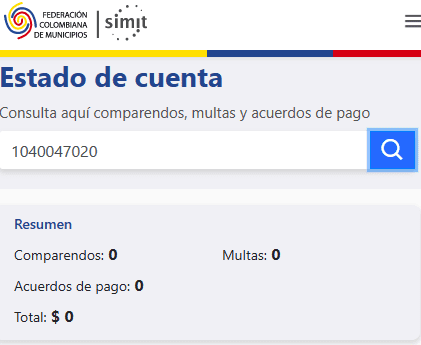 FEDERACIÓN
COLOMBIANA
DE MUNICIPIOS
simit
Estado de cuenta
Consulta aquí comparendos, multas y acuerdos de pago
1040047020
Resumen
Comparendos: 0 Multas: 0
Acuerdos de pago: 0
Total: $ 0